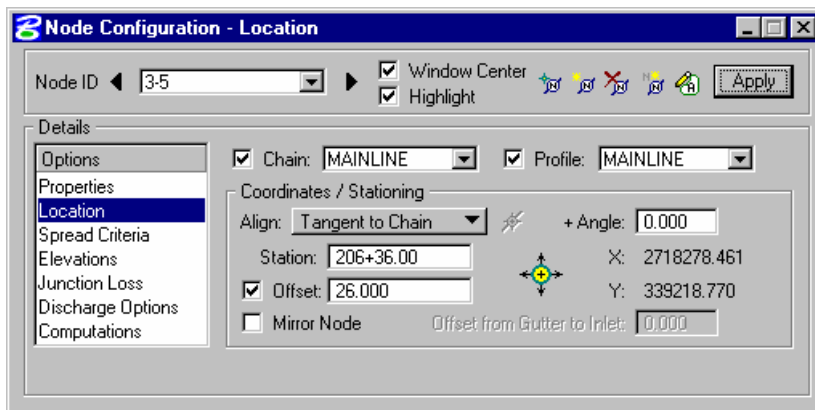 Node Configuration - Location
Node ID 3-5 Window Center
Highlight
Apply
Details
Options
Properties
Location
Spread Criteria
Elevations
Junction Loss
Discharge Options
Computations
Chain: MAINLINE Profile: MAINLINE
Coordinates / Stationing
Align: Tangent to Chain + Angle: 0.000
Station: 206+36.00 X: 2718278.461
Offset: 26.000 Y: 339218.770
Mirror Node Offset from Gutter to Inlet: 0.000